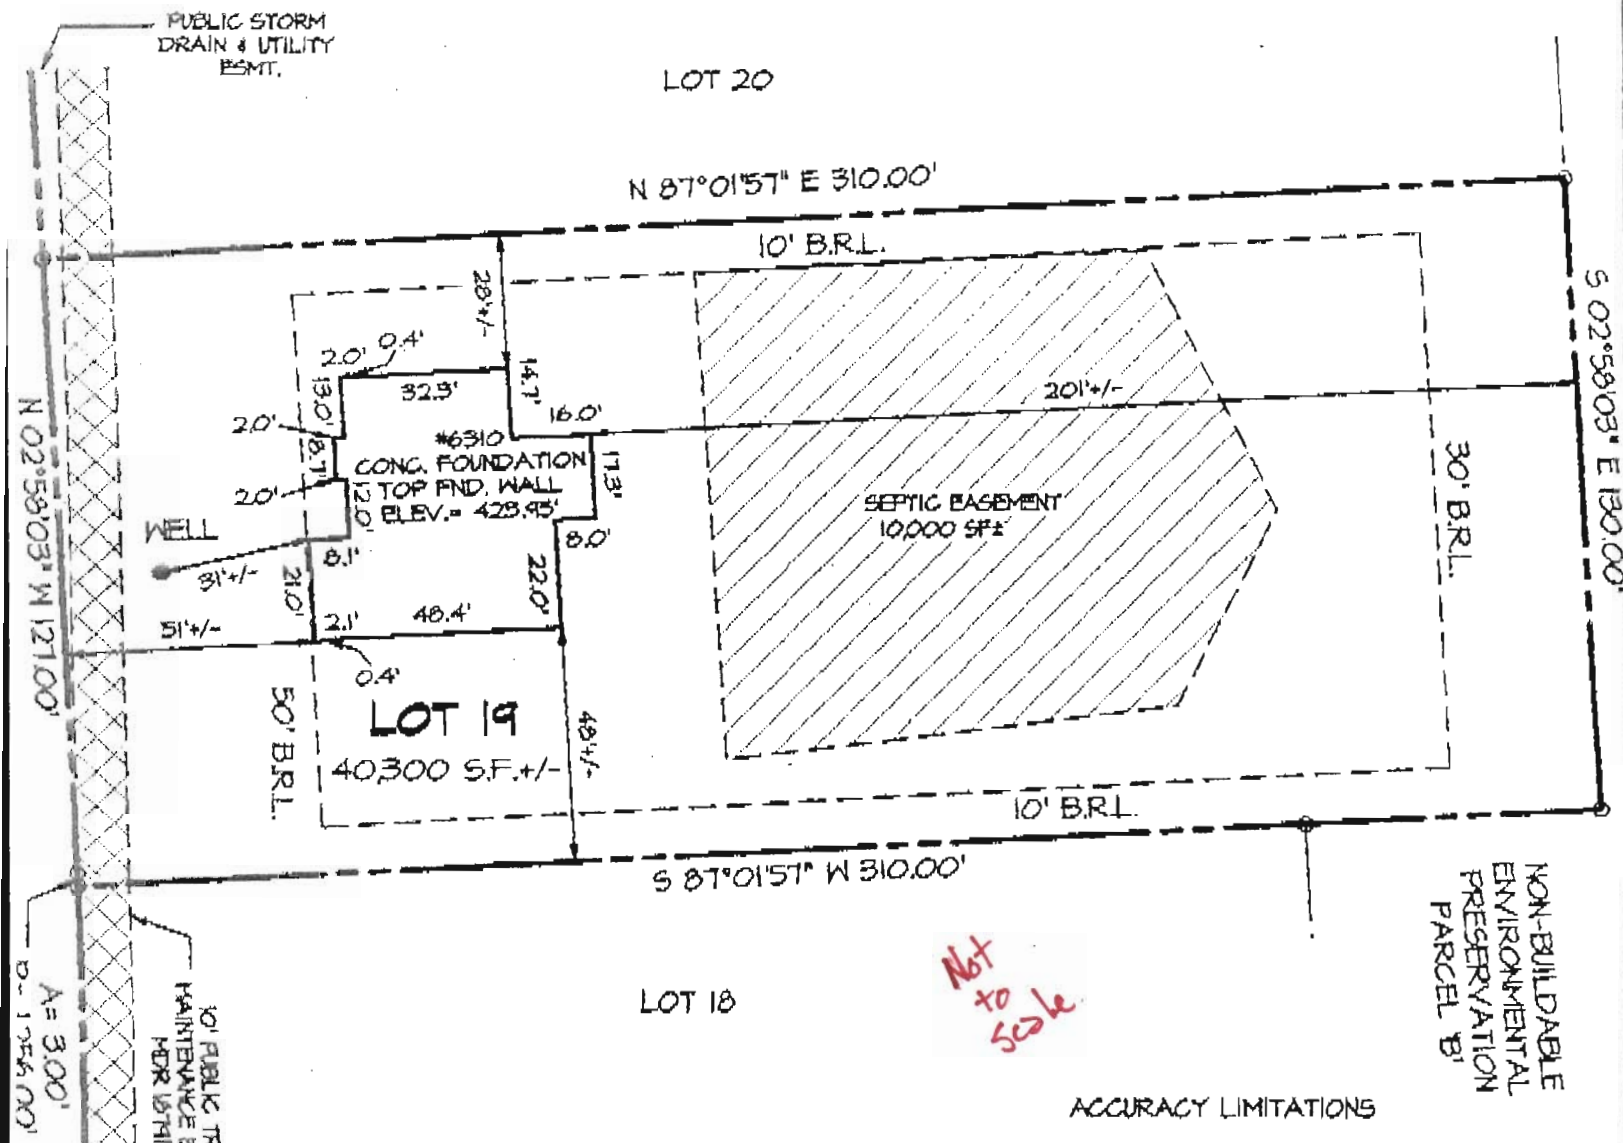 PUBLIC STORM
DRAIN & UTILITY
ESMT.
LOT 20
N 87°01'57" E 310.00'
10' B.R.L.
28'+/-
S 02°58'03" E 130.00'
2.0'
0.4'
32.3'
14.7'
13.0'
16.0'
201'+/-
2.0'
8.7'
#6310
CONC. FOUNDATION
TOP FND. WALL
ELEV.=
17.3'
2.0'
12.0'
8.0'
SEPTIC EASEMENT
10,000 SF±
30' B.R.L.
WELL
31'+/-
8.1'
21.0'
22.0'
N 02°58'03" W 127.00'
51'+/-
2.1'
48.4'
0.4'
50' B.R.L.
LOT 19
40,300 S.F.+/-
48'+/-
10' B.R.L.
S 87°01'57" W 310.00'
NON-BUILDABLE
ENVIRONMENTAL
PRESERVATION
PARCEL 'B'
Not
to
Scale
LOT 18
A= 3.00'
10' PUBLIC
MAINTENANCE
ACCURACY LIMITATIONS